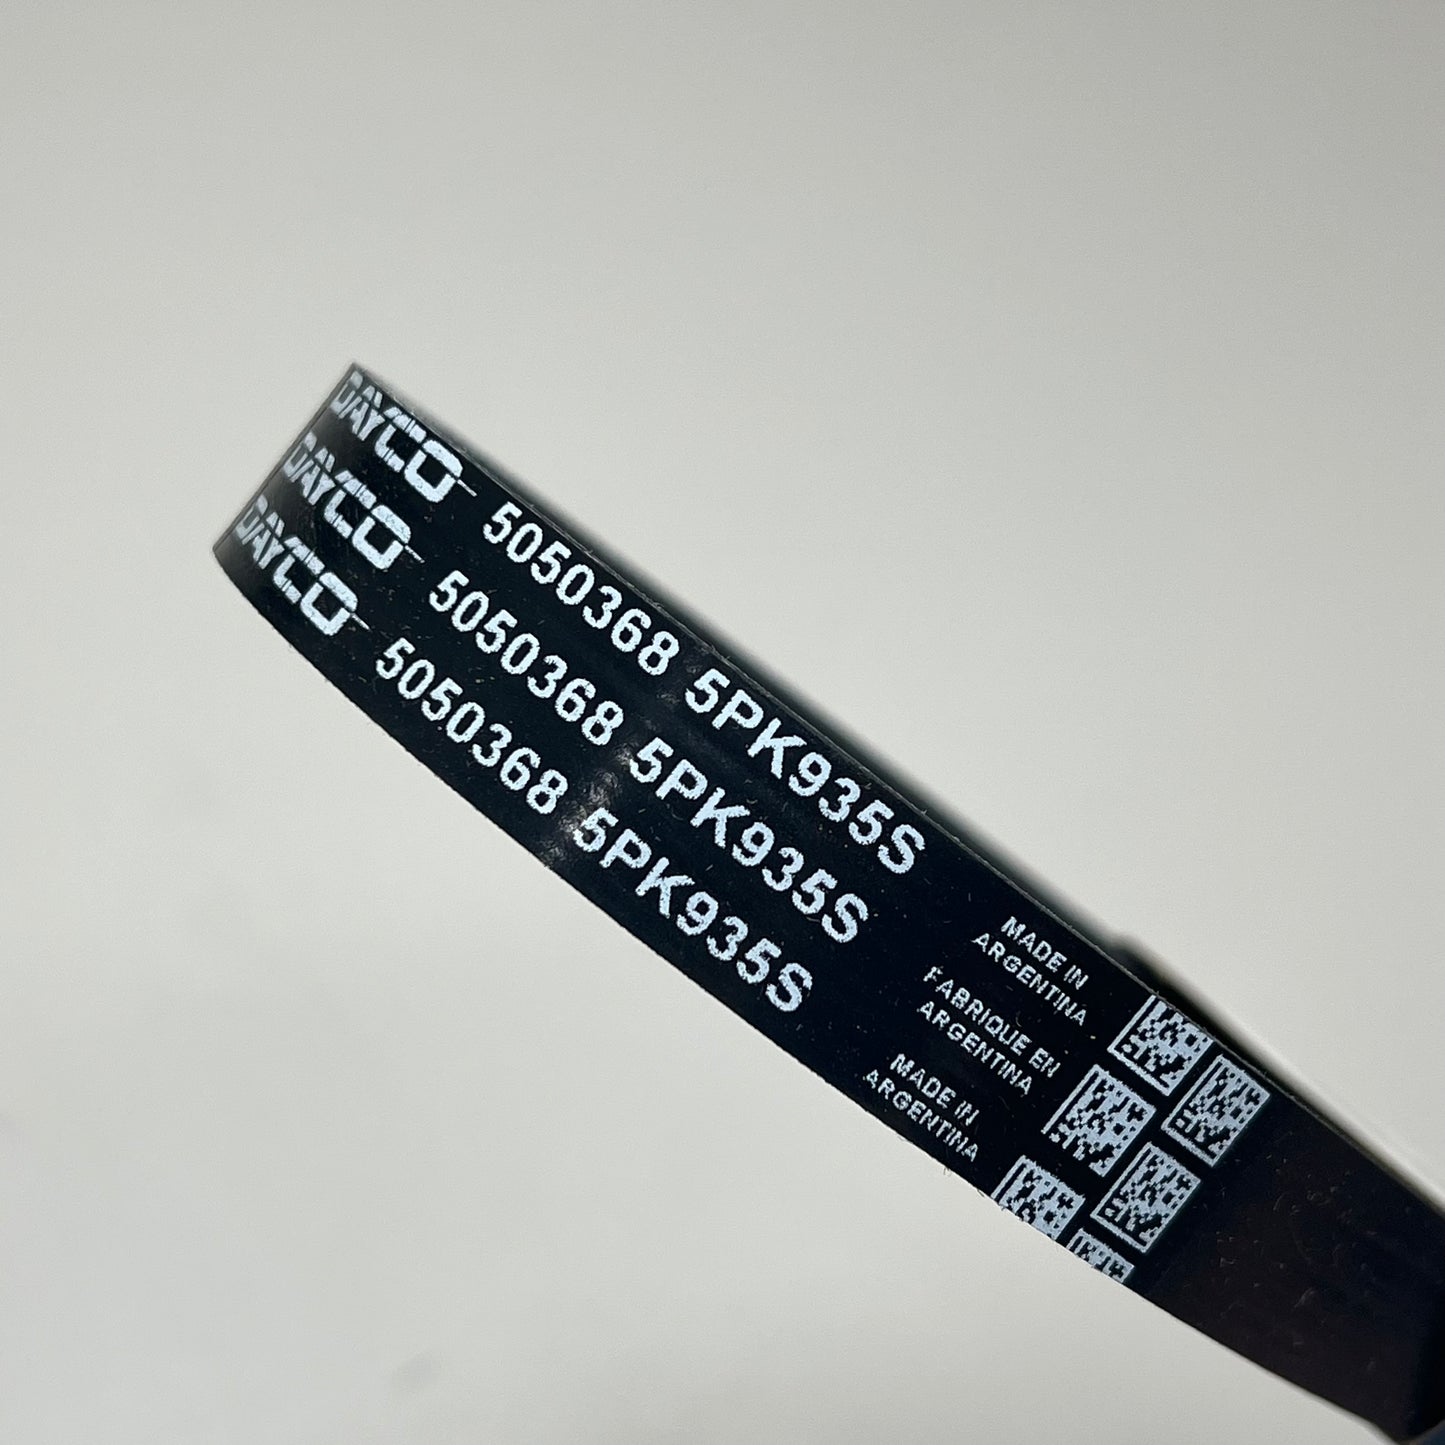 DAYCO 5050368 5PK935S
DAYCO 5050368 5PK935S
DAYCO 5050368 5PK935S
MADE IN
ARGENTINA
FABRIQUE EN
ARGENTINA
MADE IN
ARGENTINA